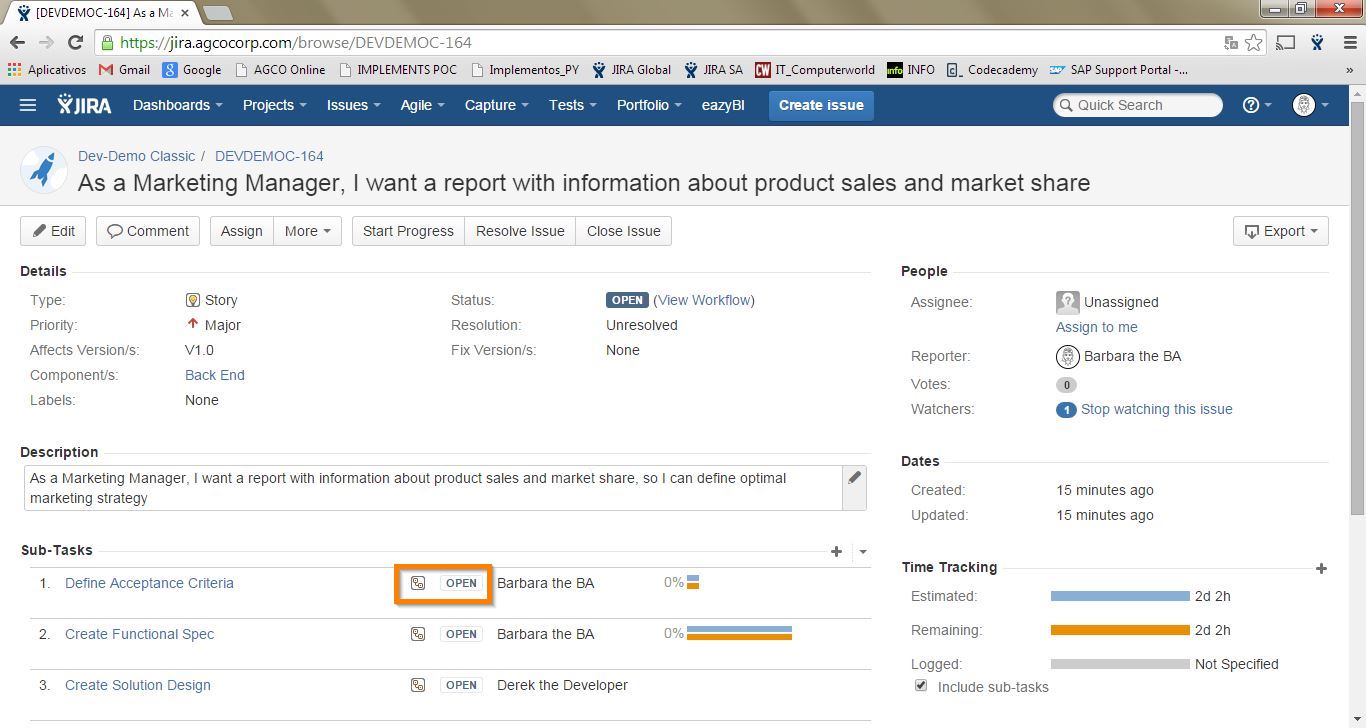 [DEVDEMOC-164] As a Ma
https://jira.agcocorp.com/browse/DEVDEMOC-164
Aplicativos Gmail Google AGCO Online IMPLEMENTS POC Implementos_PY JIRA Global JIRA SA CW IT_Computerworld info INFO Codecademy SAP Support Portal -... »
JIRA Dashboards Projects Issues Agile Capture Tests Portfolio eazyBI Create issue Quick Search
Dev-Demo Classic / DEVDEMOC-164
As a Marketing Manager, I want a report with information about product sales and market share
Edit Comment Assign More Start Progress Resolve Issue Close Issue Export
Details
Type: Story Status: OPEN (View Workflow)
Priority: Major Resolution: Unresolved
Affects Version/s: V1.0 Fix Version/s: None
Component/s: Back End
Labels: None
People
Assignee: Unassigned
Assign to me
Reporter: Barbara the BA
Votes: 0
Watchers: 1 Stop watching this issue
Description
As a Marketing Manager, I want a report with information about product sales and market share, so I can define optimal
marketing strategy
Dates
Created: 15 minutes ago
Updated: 15 minutes ago
Sub-Tasks
1. Define Acceptance Criteria OPEN Barbara the BA 0%
2. Create Functional Spec OPEN Barbara the BA 0%
3. Create Solution Design OPEN Derek the Developer
Time Tracking
Estimated: 2d 2h
Remaining: 2d 2h
Logged: Not Specified
Include sub-tasks